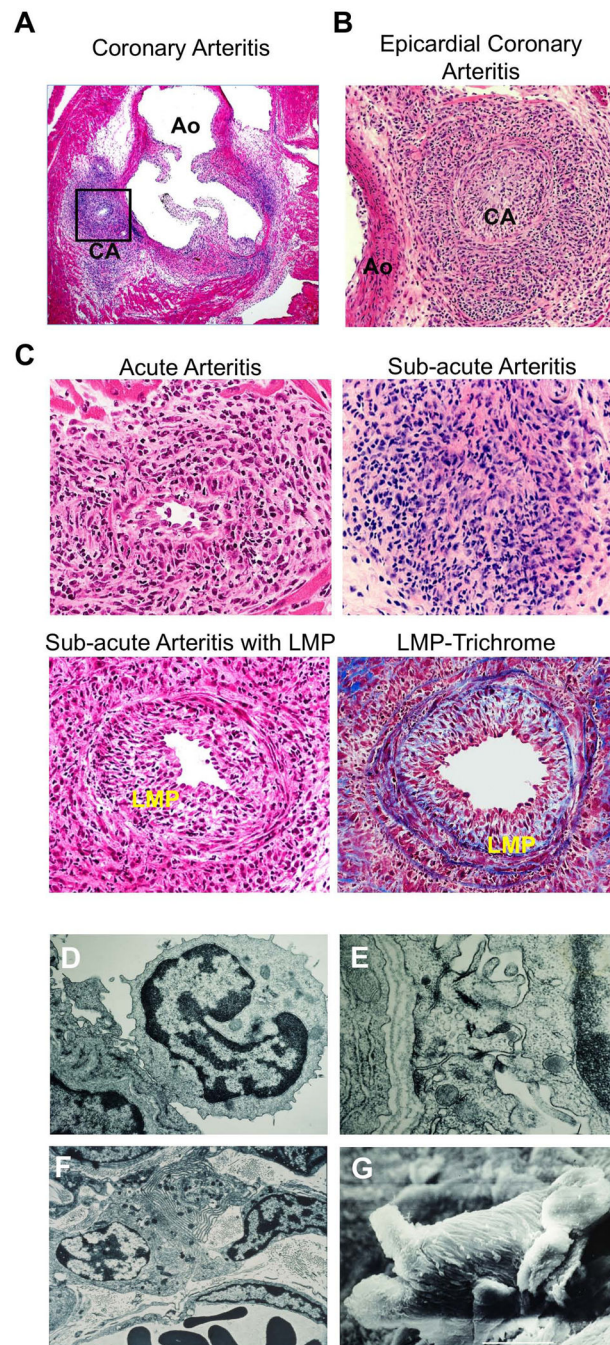 A
Coronary Arteritis
Ao
CA
B
Epicardial Coronary
Arteritis
CA
Ao
C
Acute Arteritis
Sub-acute Arteritis
Sub-acute Arteritis with LMP
LMP
LMP-Trichrome
LMP
D
E
F
G